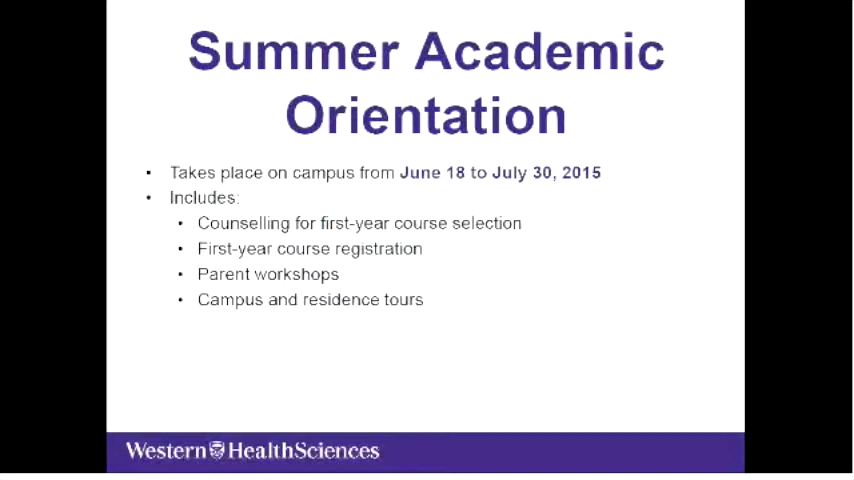 Summer Academic
Orientation
• Takes place on campus from June 18 to July 30, 2015
• Includes:
• Counselling for first-year course selection
• First-year course registration
• Parent workshops
• Campus and residence tours
Western HealthSciences